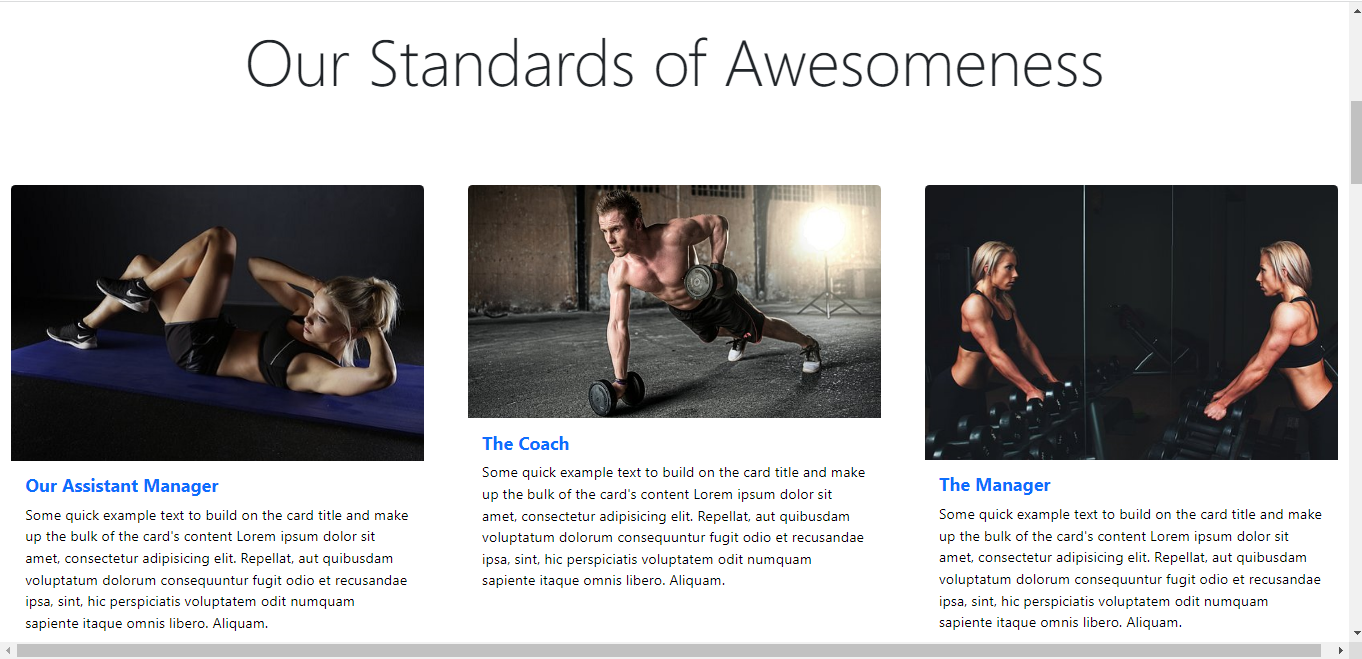 Our Standards of Awesomeness
Our Assistant Manager
Some quick example text to build on the card title and make
up the bulk of the card's content Lorem ipsum dolor sit
amet, consectetur adipisicing elit. Repellat, aut quibusdam
voluptatum dolorum consequuntur fugit odio et recusandae
ipsa, sint, hic perspiciatis voluptatem odit numquam
sapiente itaque omnis libero. Aliquam.
The Coach
Some quick example text to build on the card title and make
up the bulk of the card's content Lorem ipsum dolor sit
amet, consectetur adipisicing elit. Repellat, aut quibusdam
voluptatum dolorum consequuntur fugit odio et recusandae
ipsa, sint, hic perspiciatis voluptatem odit numquam
sapiente itaque omnis libero. Aliquam.
The Manager
Some quick example text to build on the card title and make
up the bulk of the card's content Lorem ipsum dolor sit
amet, consectetur adipisicing elit. Repellat, aut quibusdam
voluptatum dolorum consequuntur fugit odio et recusandae
ipsa, sint, hic perspiciatis voluptatem odit numquam
sapiente itaque omnis libero. Aliquam.